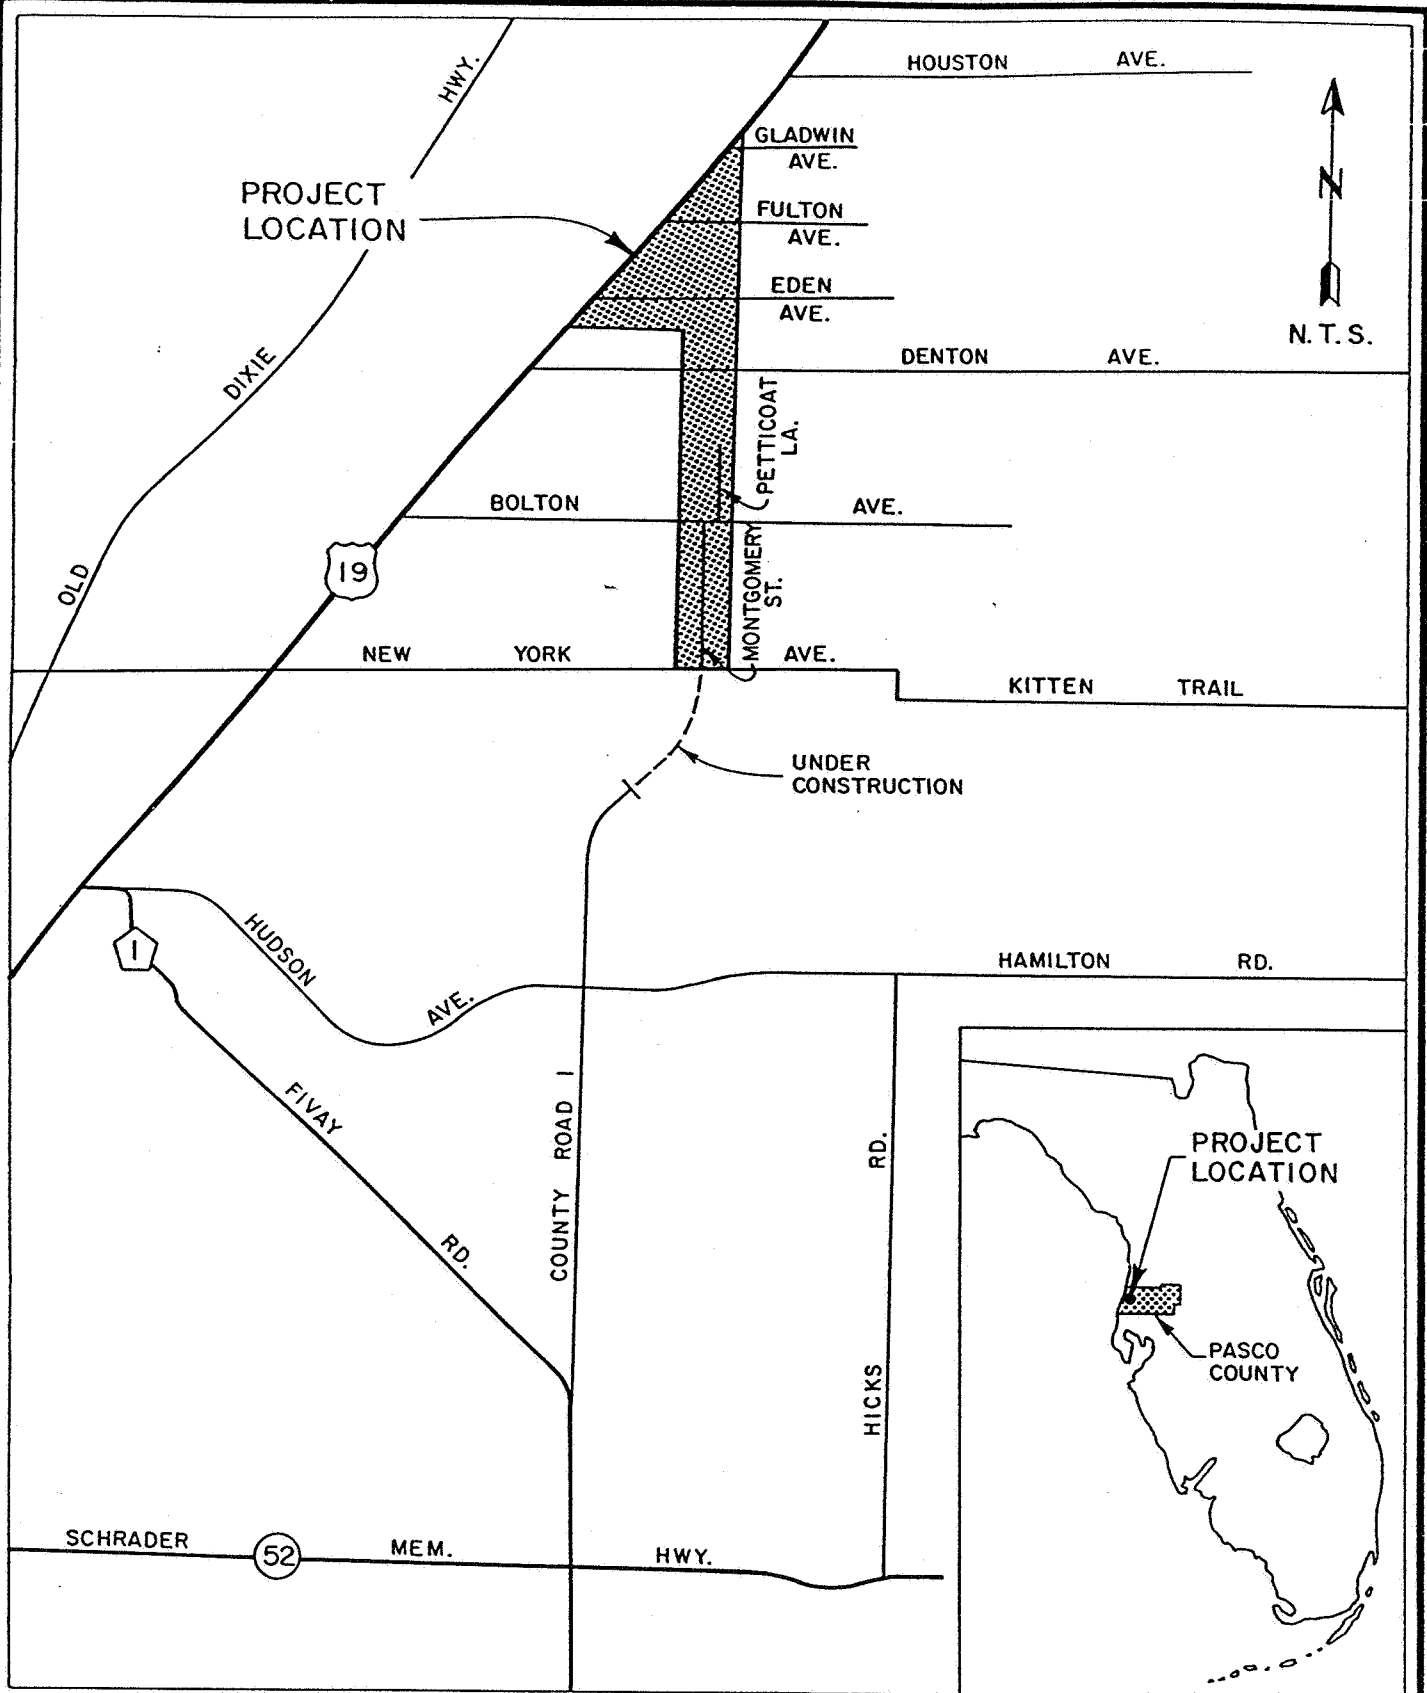 HOUSTON AVE.
HWY.
GLADWIN
AVE.
N
PROJECT
LOCATION
FULTON
AVE.
EDEN
AVE.
N.T.S.
DENTON AVE.
DIXIE
PETTICOAT
LA.
BOLTON AVE.
19
MONTGOMERY
ST.
OLD
NEW YORK AVE.
KITTEN TRAIL
UNDER
CONSTRUCTION
HUDSON
AVE.
1
HAMILTON RD.
FIVAY
RD.
COUNTY ROAD 1
HICKS RD.
PROJECT
LOCATION
PASCO
COUNTY
SCHRADER 52 MEM. HWY.